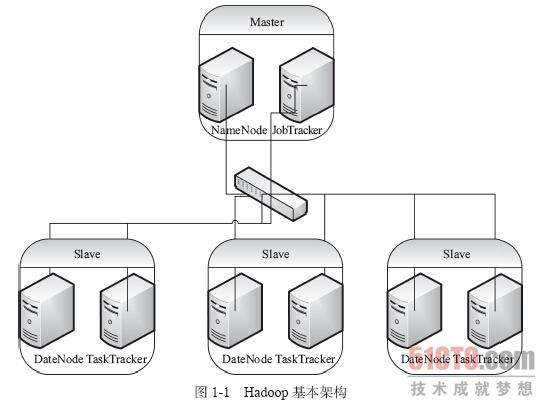 Master
NameNode JobTracker
Slave
DateNode TaskTracker
Slave
DateNode TaskTracker
Slave
DateNode TaskTracker
51CTO.com
技术成就梦想
图 1-1 Hadoop 基本架构